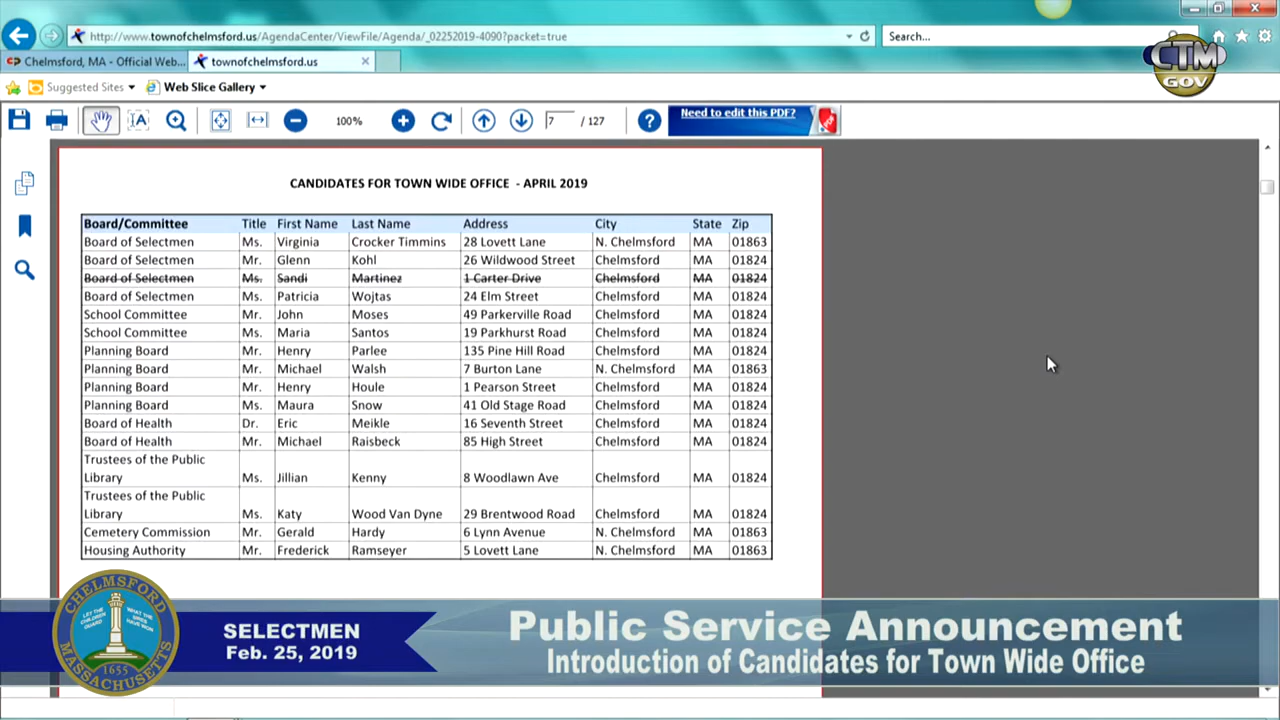 http://www.townofchelmsford.us/AgendaCenter/ViewFile/Agenda/_02252019-4090?packet=true
Search...
Chelmsford, MA - Official Web...
townofchelmsford.us
CTM
GOV
Suggested Sites
Web Slice Gallery
100%
7 / 127
Need to edit this PDF?
PDF
CANDIDATES FOR TOWN WIDE OFFICE - APRIL 2019
Board/Committee Title First Name Last Name Address City State Zip
Board of Selectmen Ms. Virginia Crocker Timmins 28 Lovett Lane N. Chelmsford MA 01863
Board of Selectmen Mr. Glenn Kohl 26 Wildwood Street Chelmsford MA 01824
Board of Selectmen Ms. Sandi Martinez 1 Carter Drive Chelmsford MA 01824
Board of Selectmen Ms. Patricia Wojtas 24 Elm Street Chelmsford MA 01824
School Committee Mr. John Moses 49 Parkerville Road Chelmsford MA 01824
School Committee Ms. Maria Santos 19 Parkhurst Road Chelmsford MA 01824
Planning Board Mr. Henry Parlee 135 Pine Hill Road Chelmsford MA 01824
Planning Board Mr. Michael Walsh 7 Burton Lane N. Chelmsford MA 01863
Planning Board Mr. Henry Houle 1 Pearson Street Chelmsford MA 01824
Planning Board Ms. Maura Snow 41 Old Stage Road Chelmsford MA 01824
Board of Health Dr. Eric Meikle 16 Seventh Street Chelmsford MA 01824
Board of Health Mr. Michael Raisbeck 85 High Street Chelmsford MA 01824
Trustees of the Public
Library Ms. Jillian Kenny 8 Woodlawn Ave Chelmsford MA 01824
Trustees of the Public
Library Ms. Katy Wood Van Dyne 29 Brentwood Road Chelmsford MA 01824
Cemetery Commission Mr. Gerald Hardy 6 Lynn Avenue N. Chelmsford MA 01863
Housing Authority Mr. Frederick Ramseyer 5 Lovett Lane N. Chelmsford MA 01863
CHELMSFORD
LET THE CHILDREN GUARD
WHAT THE SIRES HAVE WON
1655
MASSACHUSETTS
SELECTMEN
Feb. 25, 2019
Public Service Announcement
Introduction of Candidates for Town Wide Office